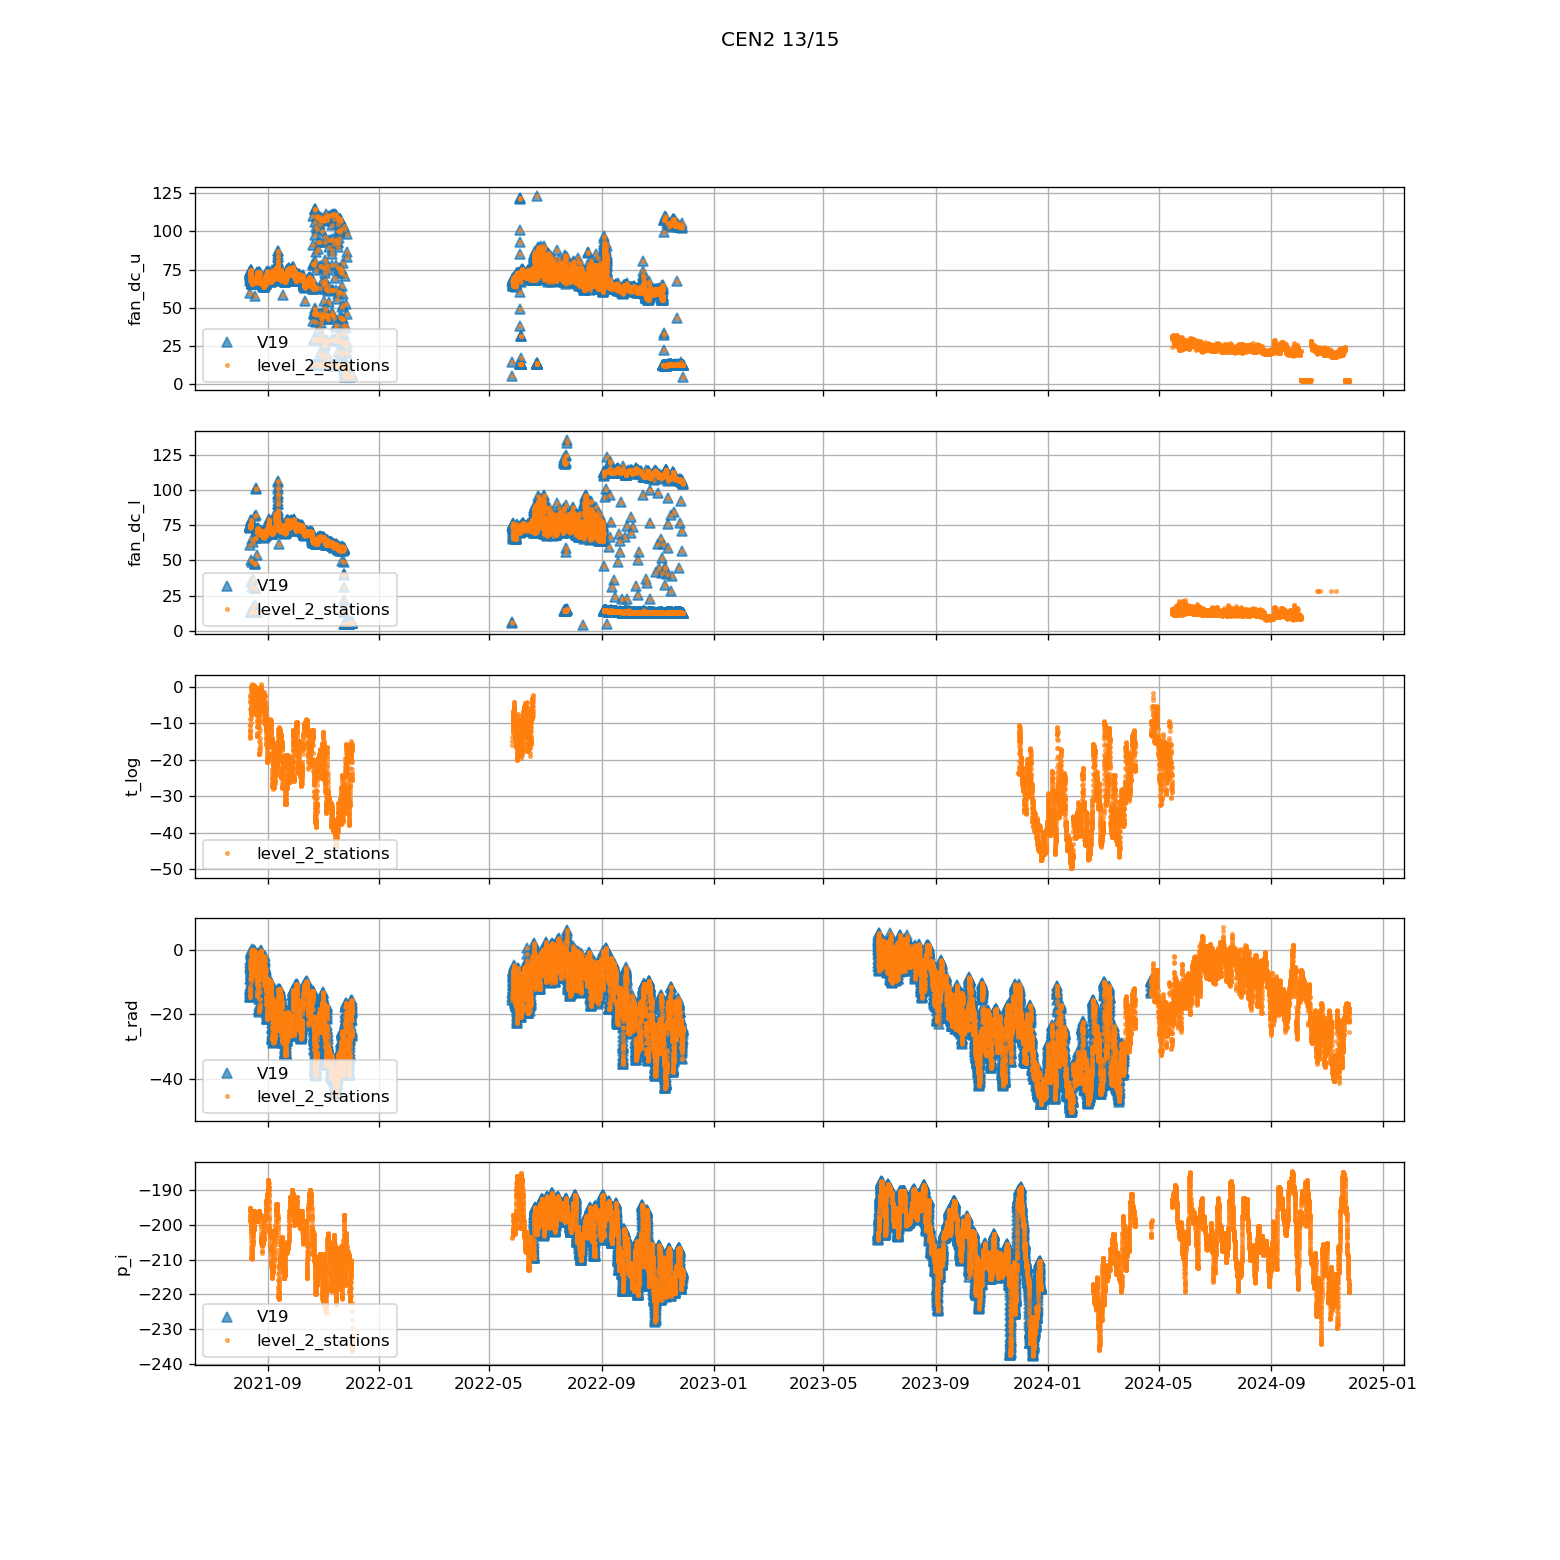 CEN2 13/15
fan_dc_u
125
100
75
50
25
0
V19
level_2_stations
fan_dc_l
125
100
75
50
25
0
V19
level_2_stations
t_log
0
−10
−20
−30
−40
−50
level_2_stations
t_rad
0
−20
−40
V19
level_2_stations
p_i
−190
−200
−210
−220
−230
−240
V19
level_2_stations
2021-09 2022-01 2022-05 2022-09 2023-01 2023-05 2023-09 2024-01 2024-05 2024-09 2025-01